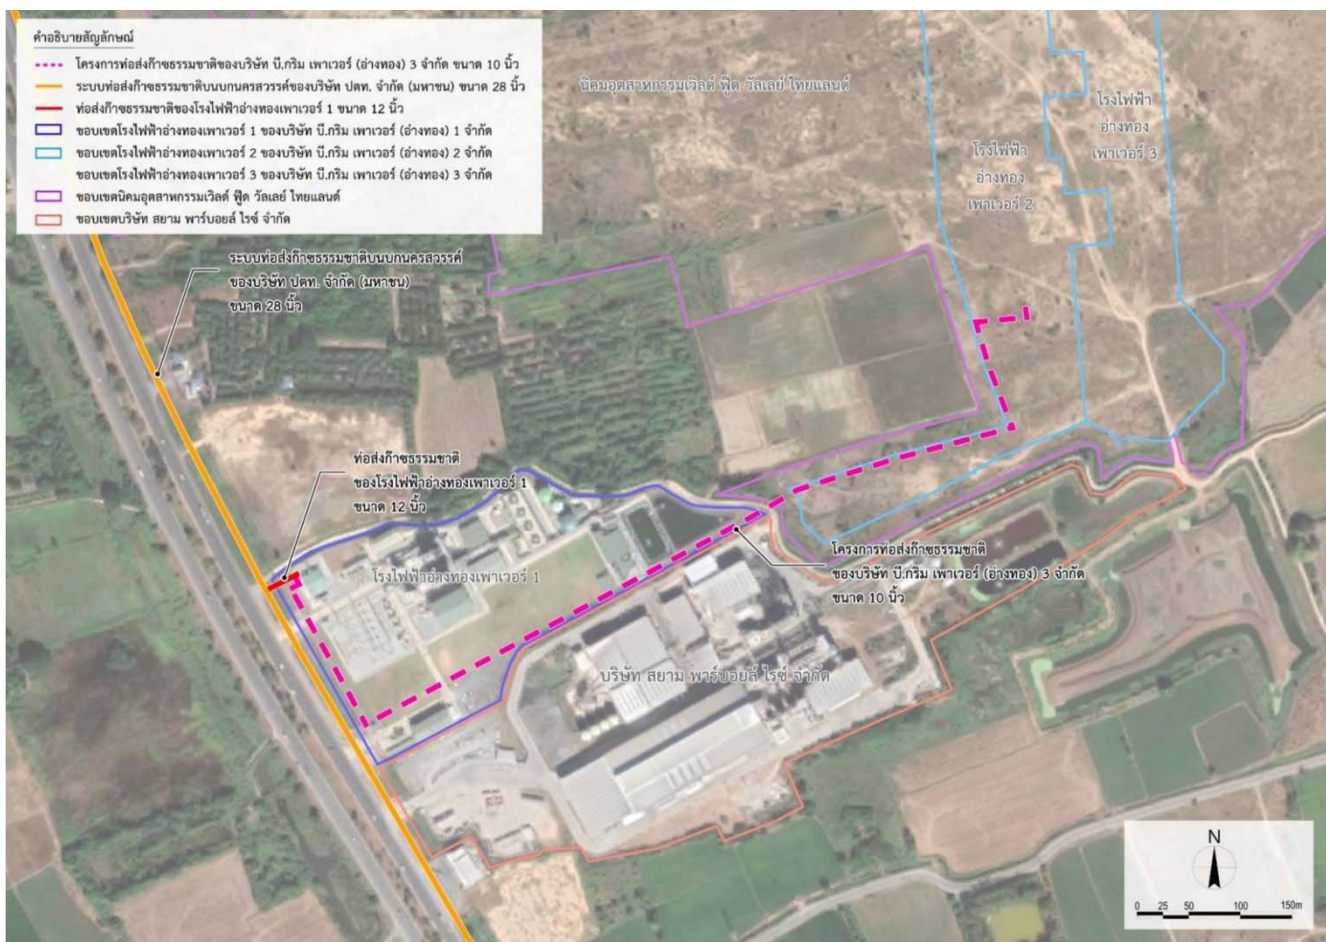 คำอธิบายสัญลักษณ์
โครงการท่อส่งก๊าซธรรมชาติของบริษัท บี.กริม เพาเวอร์ (อ่างทอง) 3 จำกัด ขนาด 10 นิ้ว
ระบบท่อส่งก๊าซธรรมชาติบนบกนครสวรรค์ของบริษัท ปตท. จำกัด (มหาชน) ขนาด 28 นิ้ว
ท่อส่งก๊าซธรรมชาติของโรงไฟฟ้าอ่างทองเพาเวอร์ 1 ขนาด 12 นิ้ว
ขอบเขตโรงไฟฟ้าอ่างทองเพาเวอร์ 1 ของบริษัท บี.กริม เพาเวอร์ (อ่างทอง) 1 จำกัด
ขอบเขตโรงไฟฟ้าอ่างทองเพาเวอร์ 2 ของบริษัท บี.กริม เพาเวอร์ (อ่างทอง) 2 จำกัด
ขอบเขตโรงไฟฟ้าอ่างทองเพาเวอร์ 3 ของบริษัท บี.กริม เพาเวอร์ (อ่างทอง) 3 จำกัด
ขอบเขตนิคมอุตสาหกรรมเวิลด์ ฟู๊ด วัลเลย์ ไทยแลนด์
ขอบเขตบริษัท สยาม พาร์บอยล์ ไรซ์ จำกัด
นิคมอุตสาหกรรมเวิลด์ ฟู๊ด วัลเลย์ ไทยแลนด์
โรงไฟฟ้า
อ่างทอง
เพาเวอร์ 3
โรงไฟฟ้า
อ่างทอง
เพาเวอร์ 2
ระบบท่อส่งก๊าซธรรมชาติบนบกนครสวรรค์
ของบริษัท ปตท. จำกัด (มหาชน)
ขนาด 28 นิ้ว
ท่อส่งก๊าซธรรมชาติ
ของโรงไฟฟ้าอ่างทองเพาเวอร์ 1
ขนาด 12 นิ้ว
โรงไฟฟ้าอ่างทองเพาเวอร์ 1
โครงการท่อส่งก๊าซธรรมชาติ
ของบริษัท บี.กริม เพาเวอร์ (อ่างทอง) 3 จำกัด
ขนาด 10 นิ้ว
บริษัท สยาม พาร์บอยล์ ไรซ์ จำกัด
N
0 25 50 100 150m